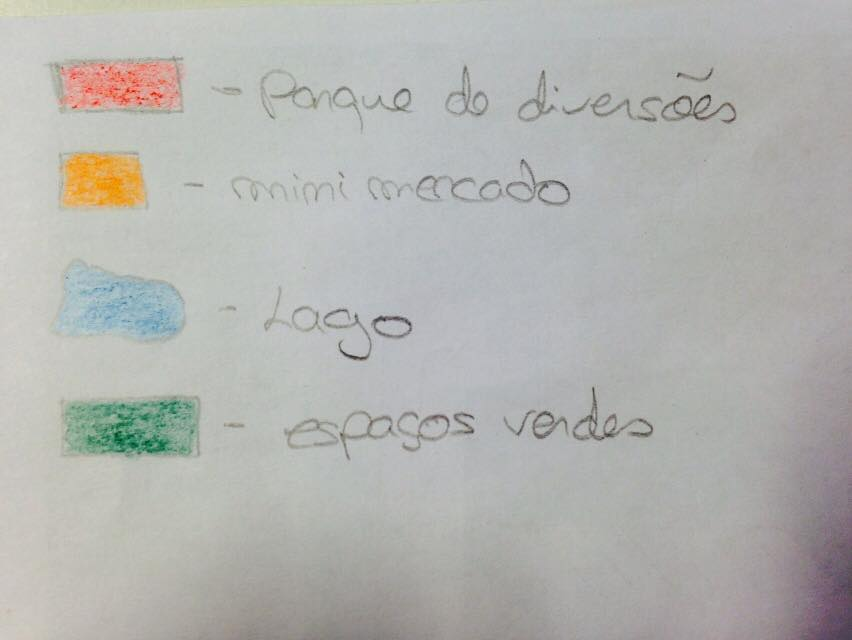 - Parque de diversões
- mini mercado
- Lago
- espaços verdes